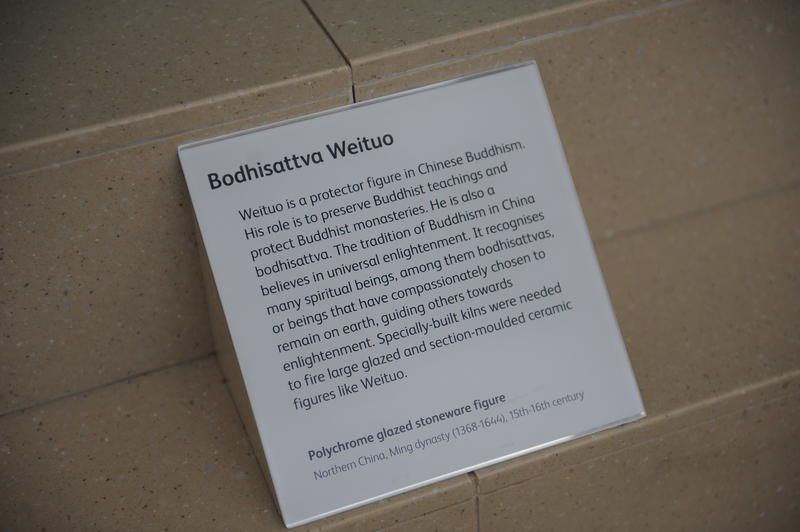 Bodhisattva Weituo
Weituo is a protector figure in Chinese Buddhism.
His role is to preserve Buddhist teachings and
protect Buddhist monasteries. He is also a
bodhisattva. The tradition of Buddhism in China
believes in universal enlightenment. It recognises
many spiritual beings, among them bodhisattvas,
or beings that have compassionately chosen to
remain on earth, guiding others towards
enlightenment. Specially-built kilns were needed
to fire large glazed and section-moulded ceramic
figures like Weituo.
Polychrome glazed stoneware figure
Northern China, Ming dynasty (1368-1644), 15th-16th century